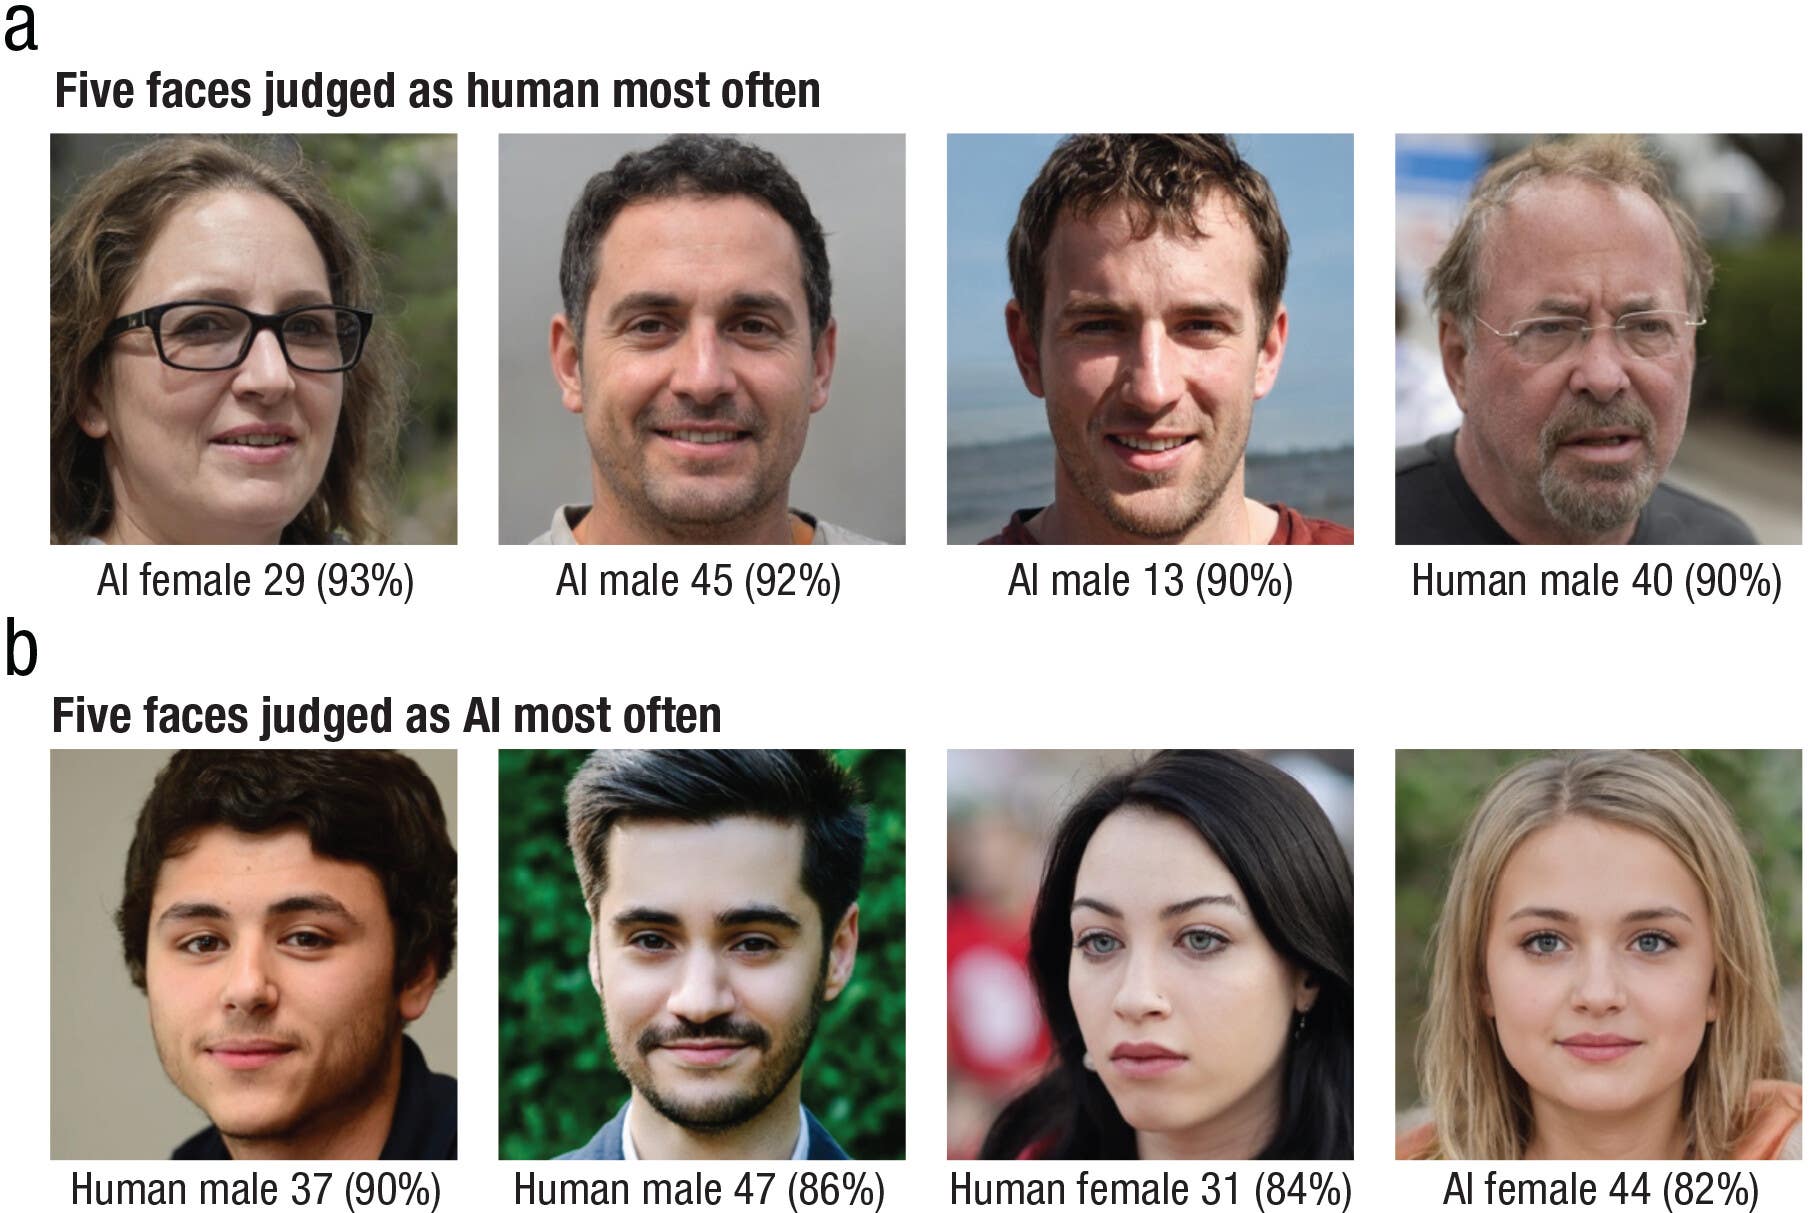 a
Five faces judged as human most often
AI female 29 (93%)
AI male 45 (92%)
AI male 13 (90%)
Human male 40 (90%)
b
Five faces judged as AI most often
Human male 37 (90%)
Human male 47 (86%)
Human female 31 (84%)
AI female 44 (82%)